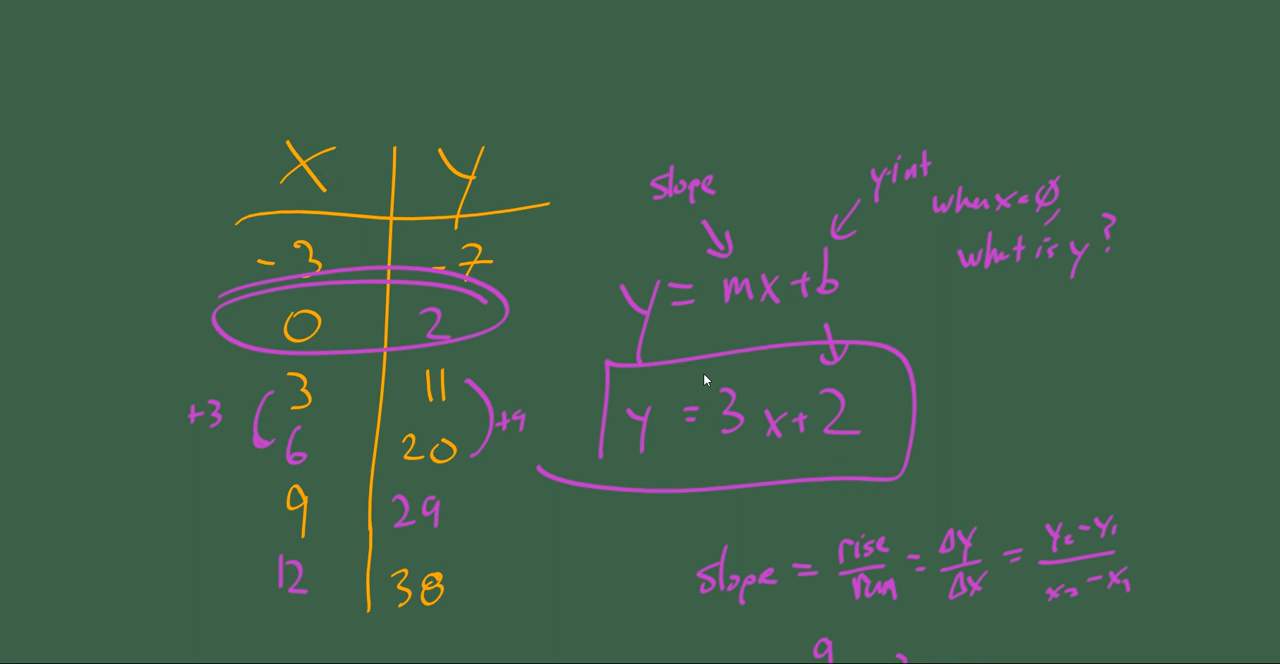 X Y
-3 -7
0 2
3 11
6 20
+3 +9
9 29
12 38
slope
y-int
when x=0,
what is y?
y = mx+b
y = 3x+2
slope = rise/run = Δy/Δx = y₂-y₁/x₂-x₁
9